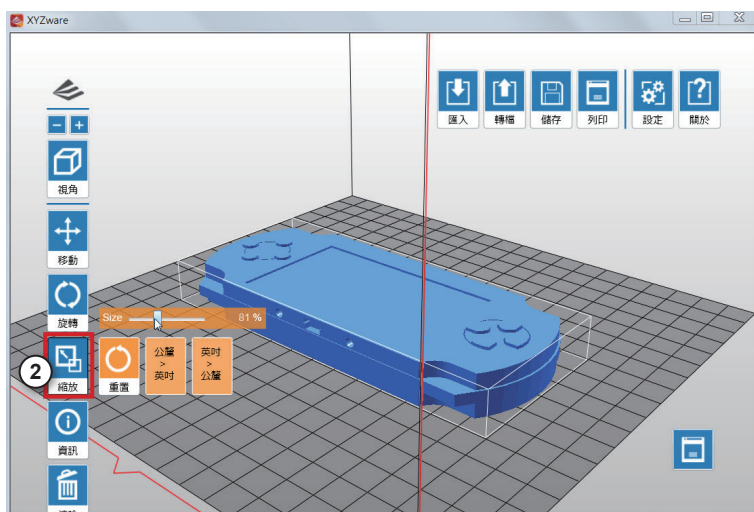 XYZware
匯入
轉檔
儲存
列印
設定
關於
視角
移動
旋轉
Size 81 %
2
縮放
重置
公釐
>
英吋
英吋
>
公釐
資訊